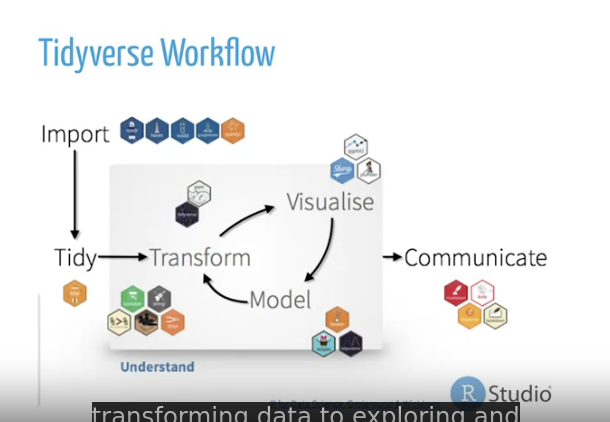 Tidyverse Workflow
Import
Visualise
Tidy
Transform
Communicate
Model
Understand
R Studio
transforming data to exploring and